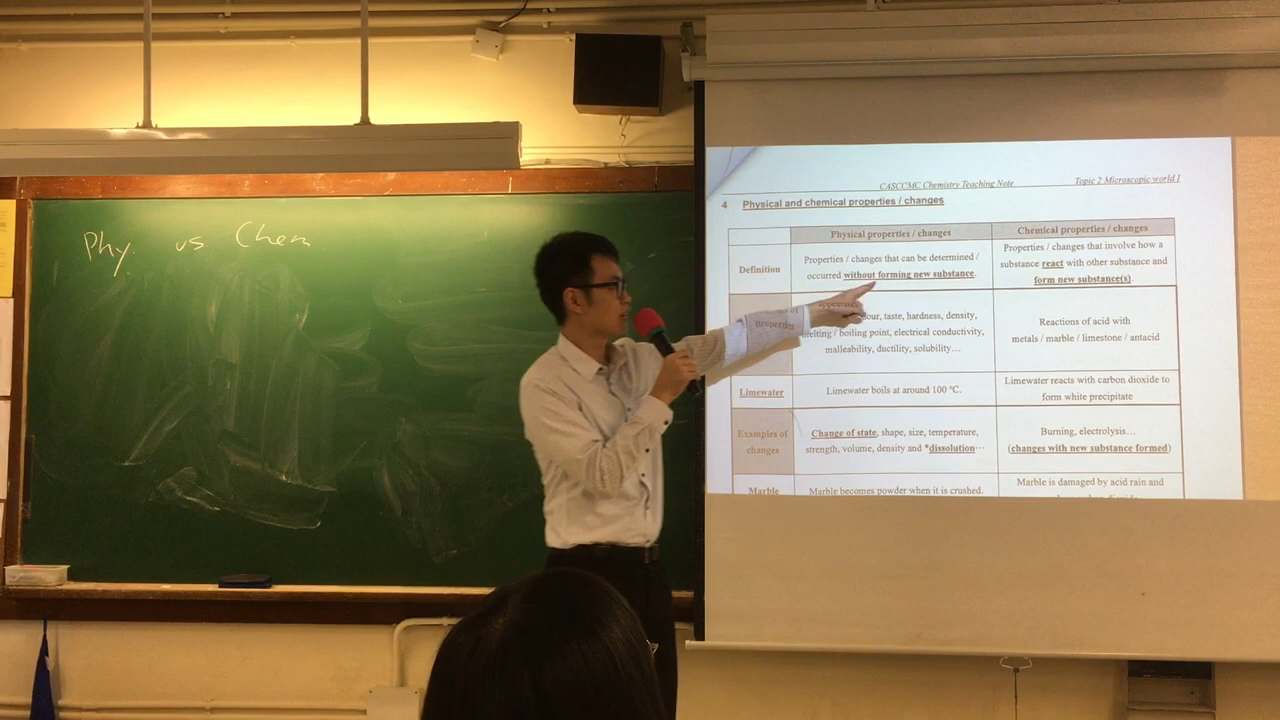 Phy. vs Chem
CASCCMC Chemistry Teaching Note
Topic 2 Microscopic world I
4 Physical and chemical properties / changes
Physical properties / changes
Chemical properties / changes
Definition
Properties / changes that can be determined /
occurred without forming new substance.
Properties / changes that involve how a
substance react with other substance and
form new substance(s).
of
properties
appearance,
taste, hardness, density,
melting / boiling point, electrical conductivity,
malleability, ductility, solubility…
Reactions of acid with
metals / marble / limestone / antacid
Limewater
Limewater boils at around 100 °C.
Limewater reacts with carbon dioxide to
form white precipitate
Examples of
changes
Change of state, shape, size, temperature,
strength, volume, density and *dissolution…
Burning, electrolysis…
(changes with new substance formed)
Marble
Marble becomes powder when it is crushed.
Marble is damaged by acid rain and